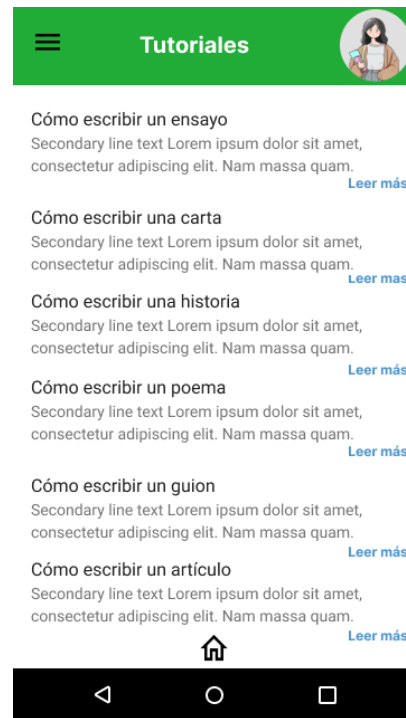 Tutoriales
Cómo escribir un ensayo
Secondary line text Lorem ipsum dolor sit amet,
consectetur adipiscing elit. Nam massa quam.
Leer más
Cómo escribir una carta
Secondary line text Lorem ipsum dolor sit amet,
consectetur adipiscing elit. Nam massa quam.
Leer mas
Cómo escribir una historia
Secondary line text Lorem ipsum dolor sit amet,
consectetur adipiscing elit. Nam massa quam.
Leer más
Cómo escribir un poema
Secondary line text Lorem ipsum dolor sit amet,
consectetur adipiscing elit. Nam massa quam.
Leer más
Cómo escribir un guion
Secondary line text Lorem ipsum dolor sit amet,
consectetur adipiscing elit. Nam massa quam.
Leer más
Cómo escribir un artículo
Secondary line text Lorem ipsum dolor sit amet,
consectetur adipiscing elit. Nam massa quam.
Leer más